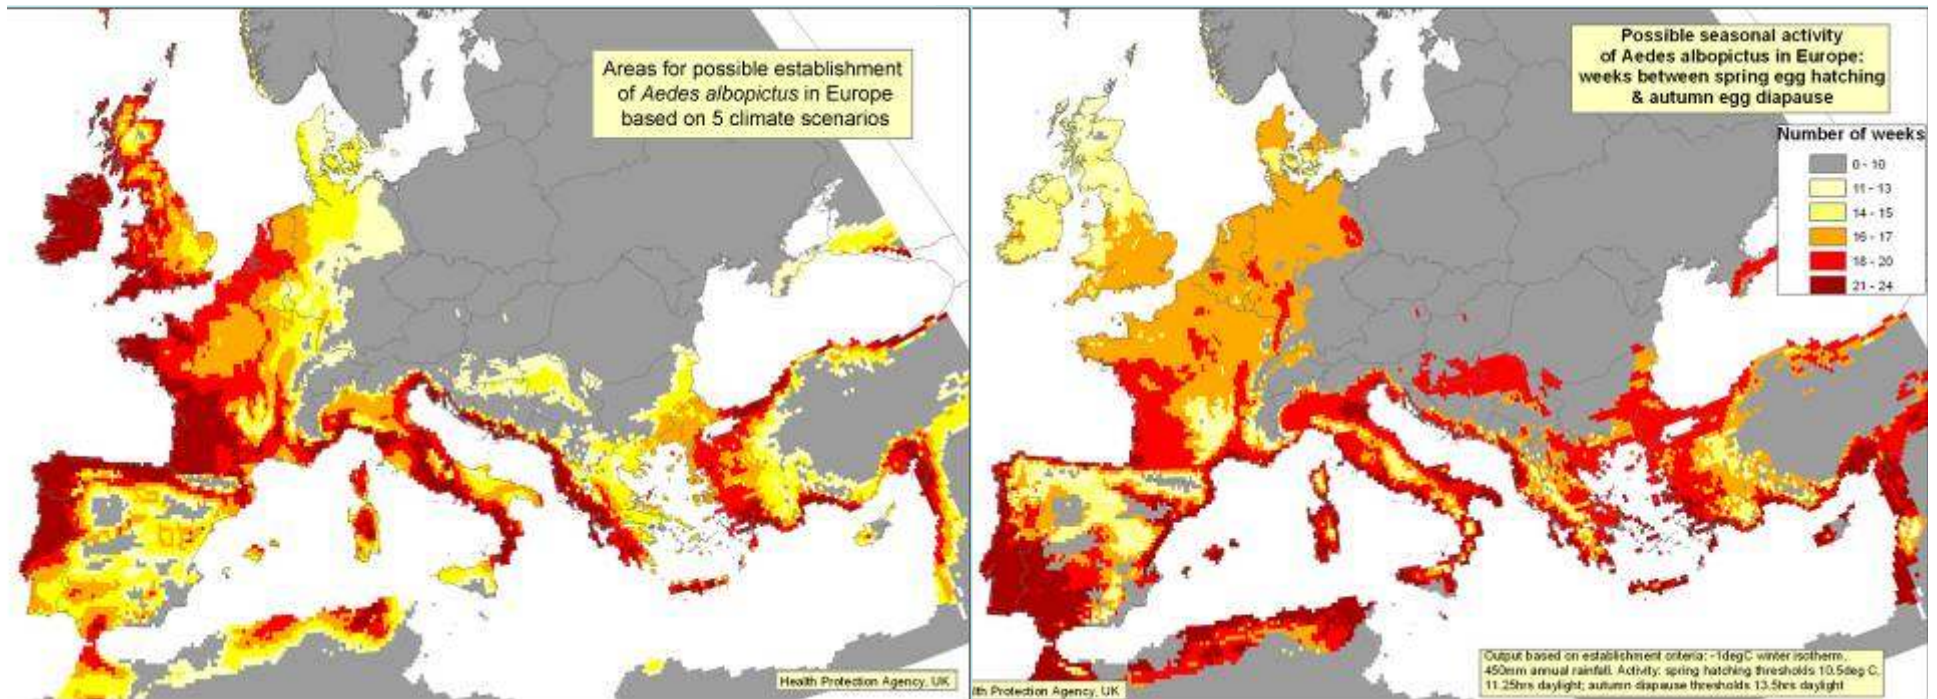 Areas for possible establishment
of Aedes albopictus in Europe
based on 5 climate scenarios
Health Protection Agency, UK
Possible seasonal activity
of Aedes albopictus in Europe:
weeks between spring egg hatching
& autumn egg diapause
Number of weeks
0 - 10
11 - 13
14 - 15
16 - 17
18 - 20
21 - 24
Output based on establishment criteria: -1degC winter isotherm,
450mm annual rainfall. Activity: spring hatching thresholds 10.5deg C,
11.25hrs daylight; autumn diapause thresholds 13.5hrs daylight
lth Protection Agency, UK